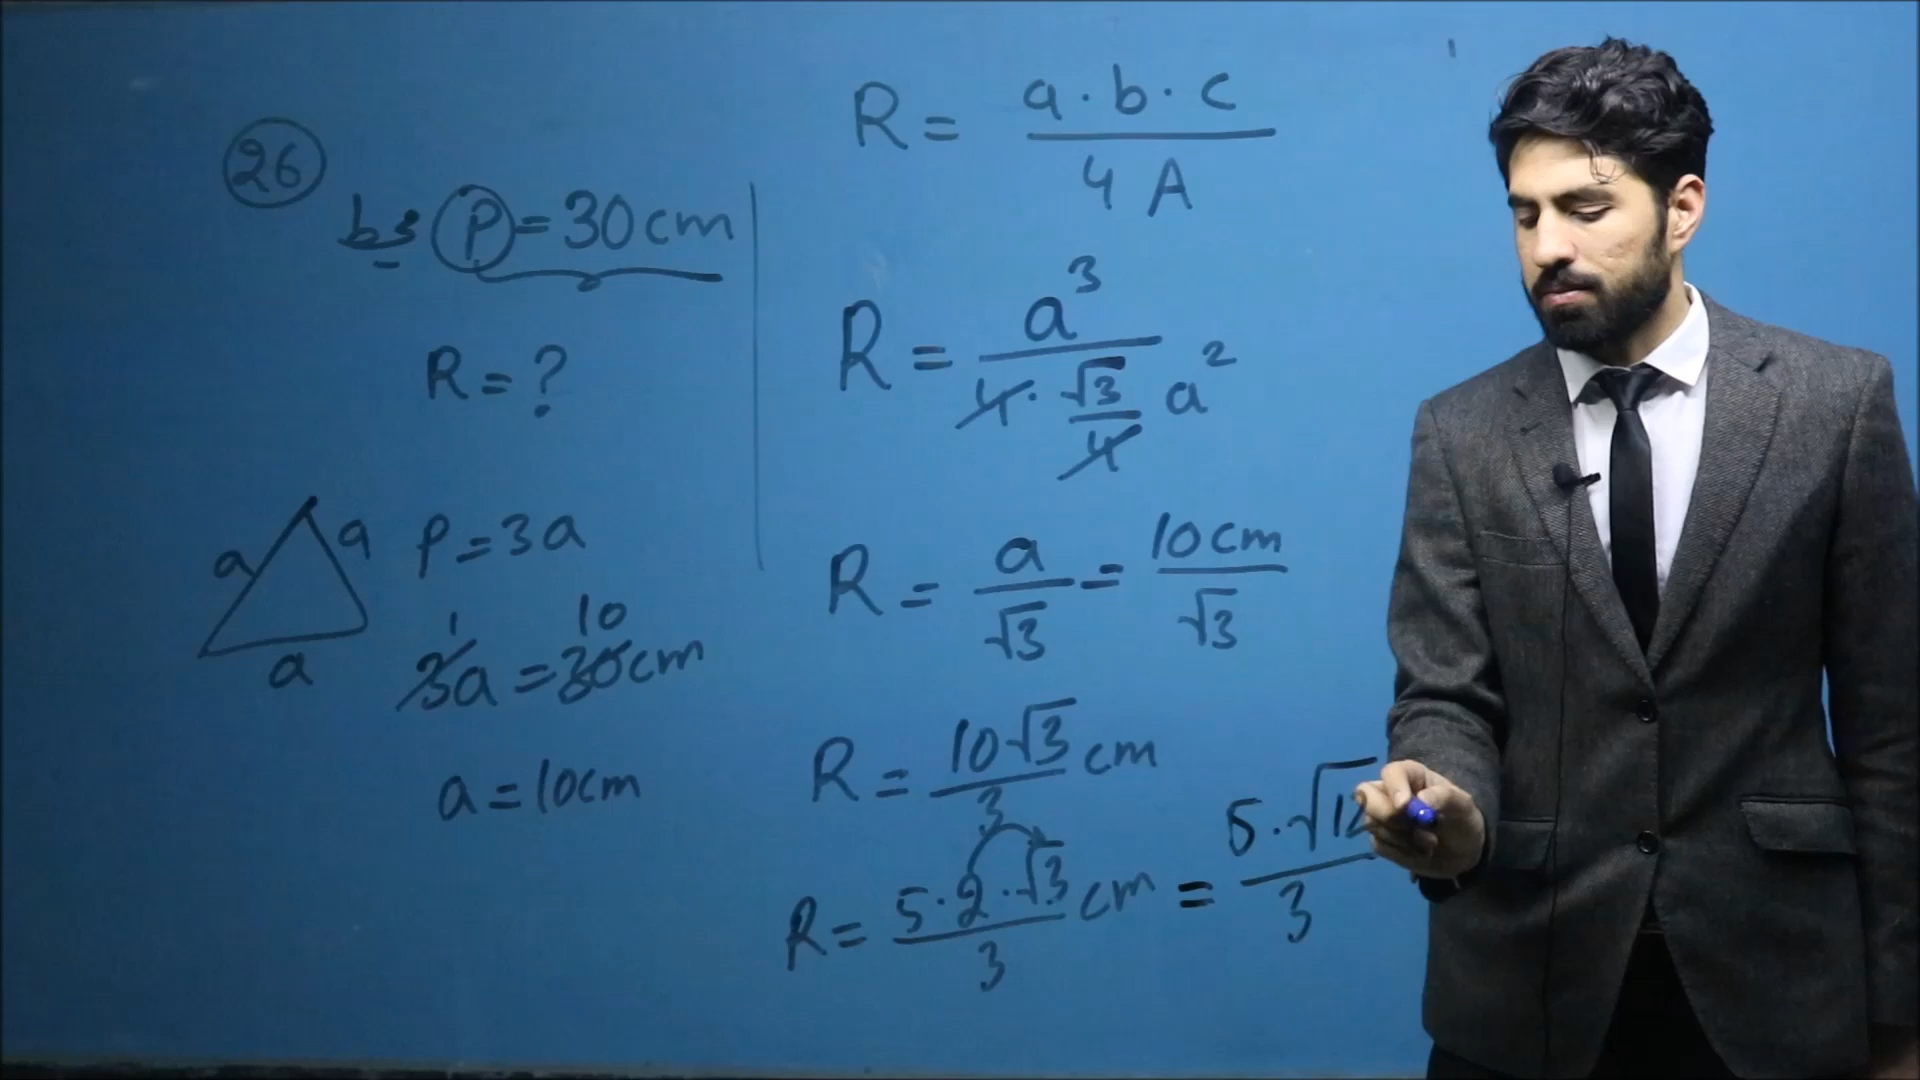 26
P = 30cm
R = ?
a a a
P = 3a
1 10
3a = 30cm
a = 10cm
R = a · b · c / 4 A
R = a³ / 4 · √3/4 a²
R = a / √3 = 10cm / √3
R = 10√3 / 3 cm
R = 5 · 2 · √3 / 3 cm = 5 · √12 / 3